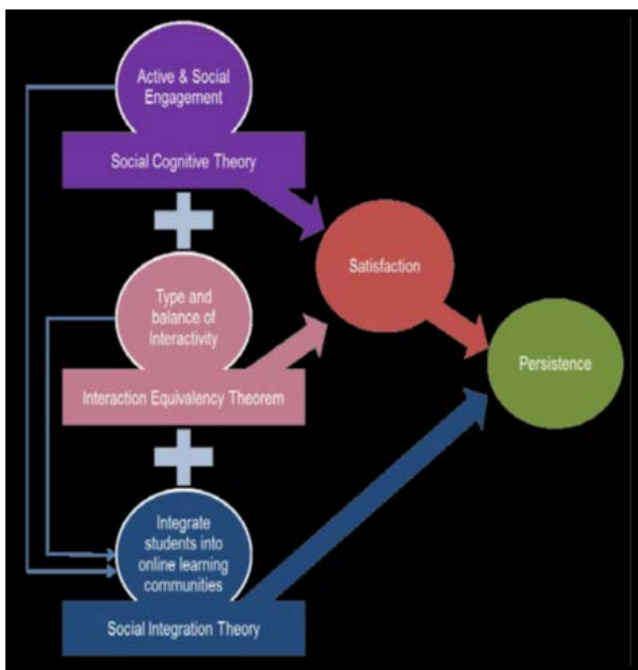 Active & Social
Engagement
Social Cognitive Theory
Satisfaction
Type and
balance of
Interactivity
Interaction Equivalency Theorem
Persistence
Integrate
students into
online learning
communities
Social Integration Theory